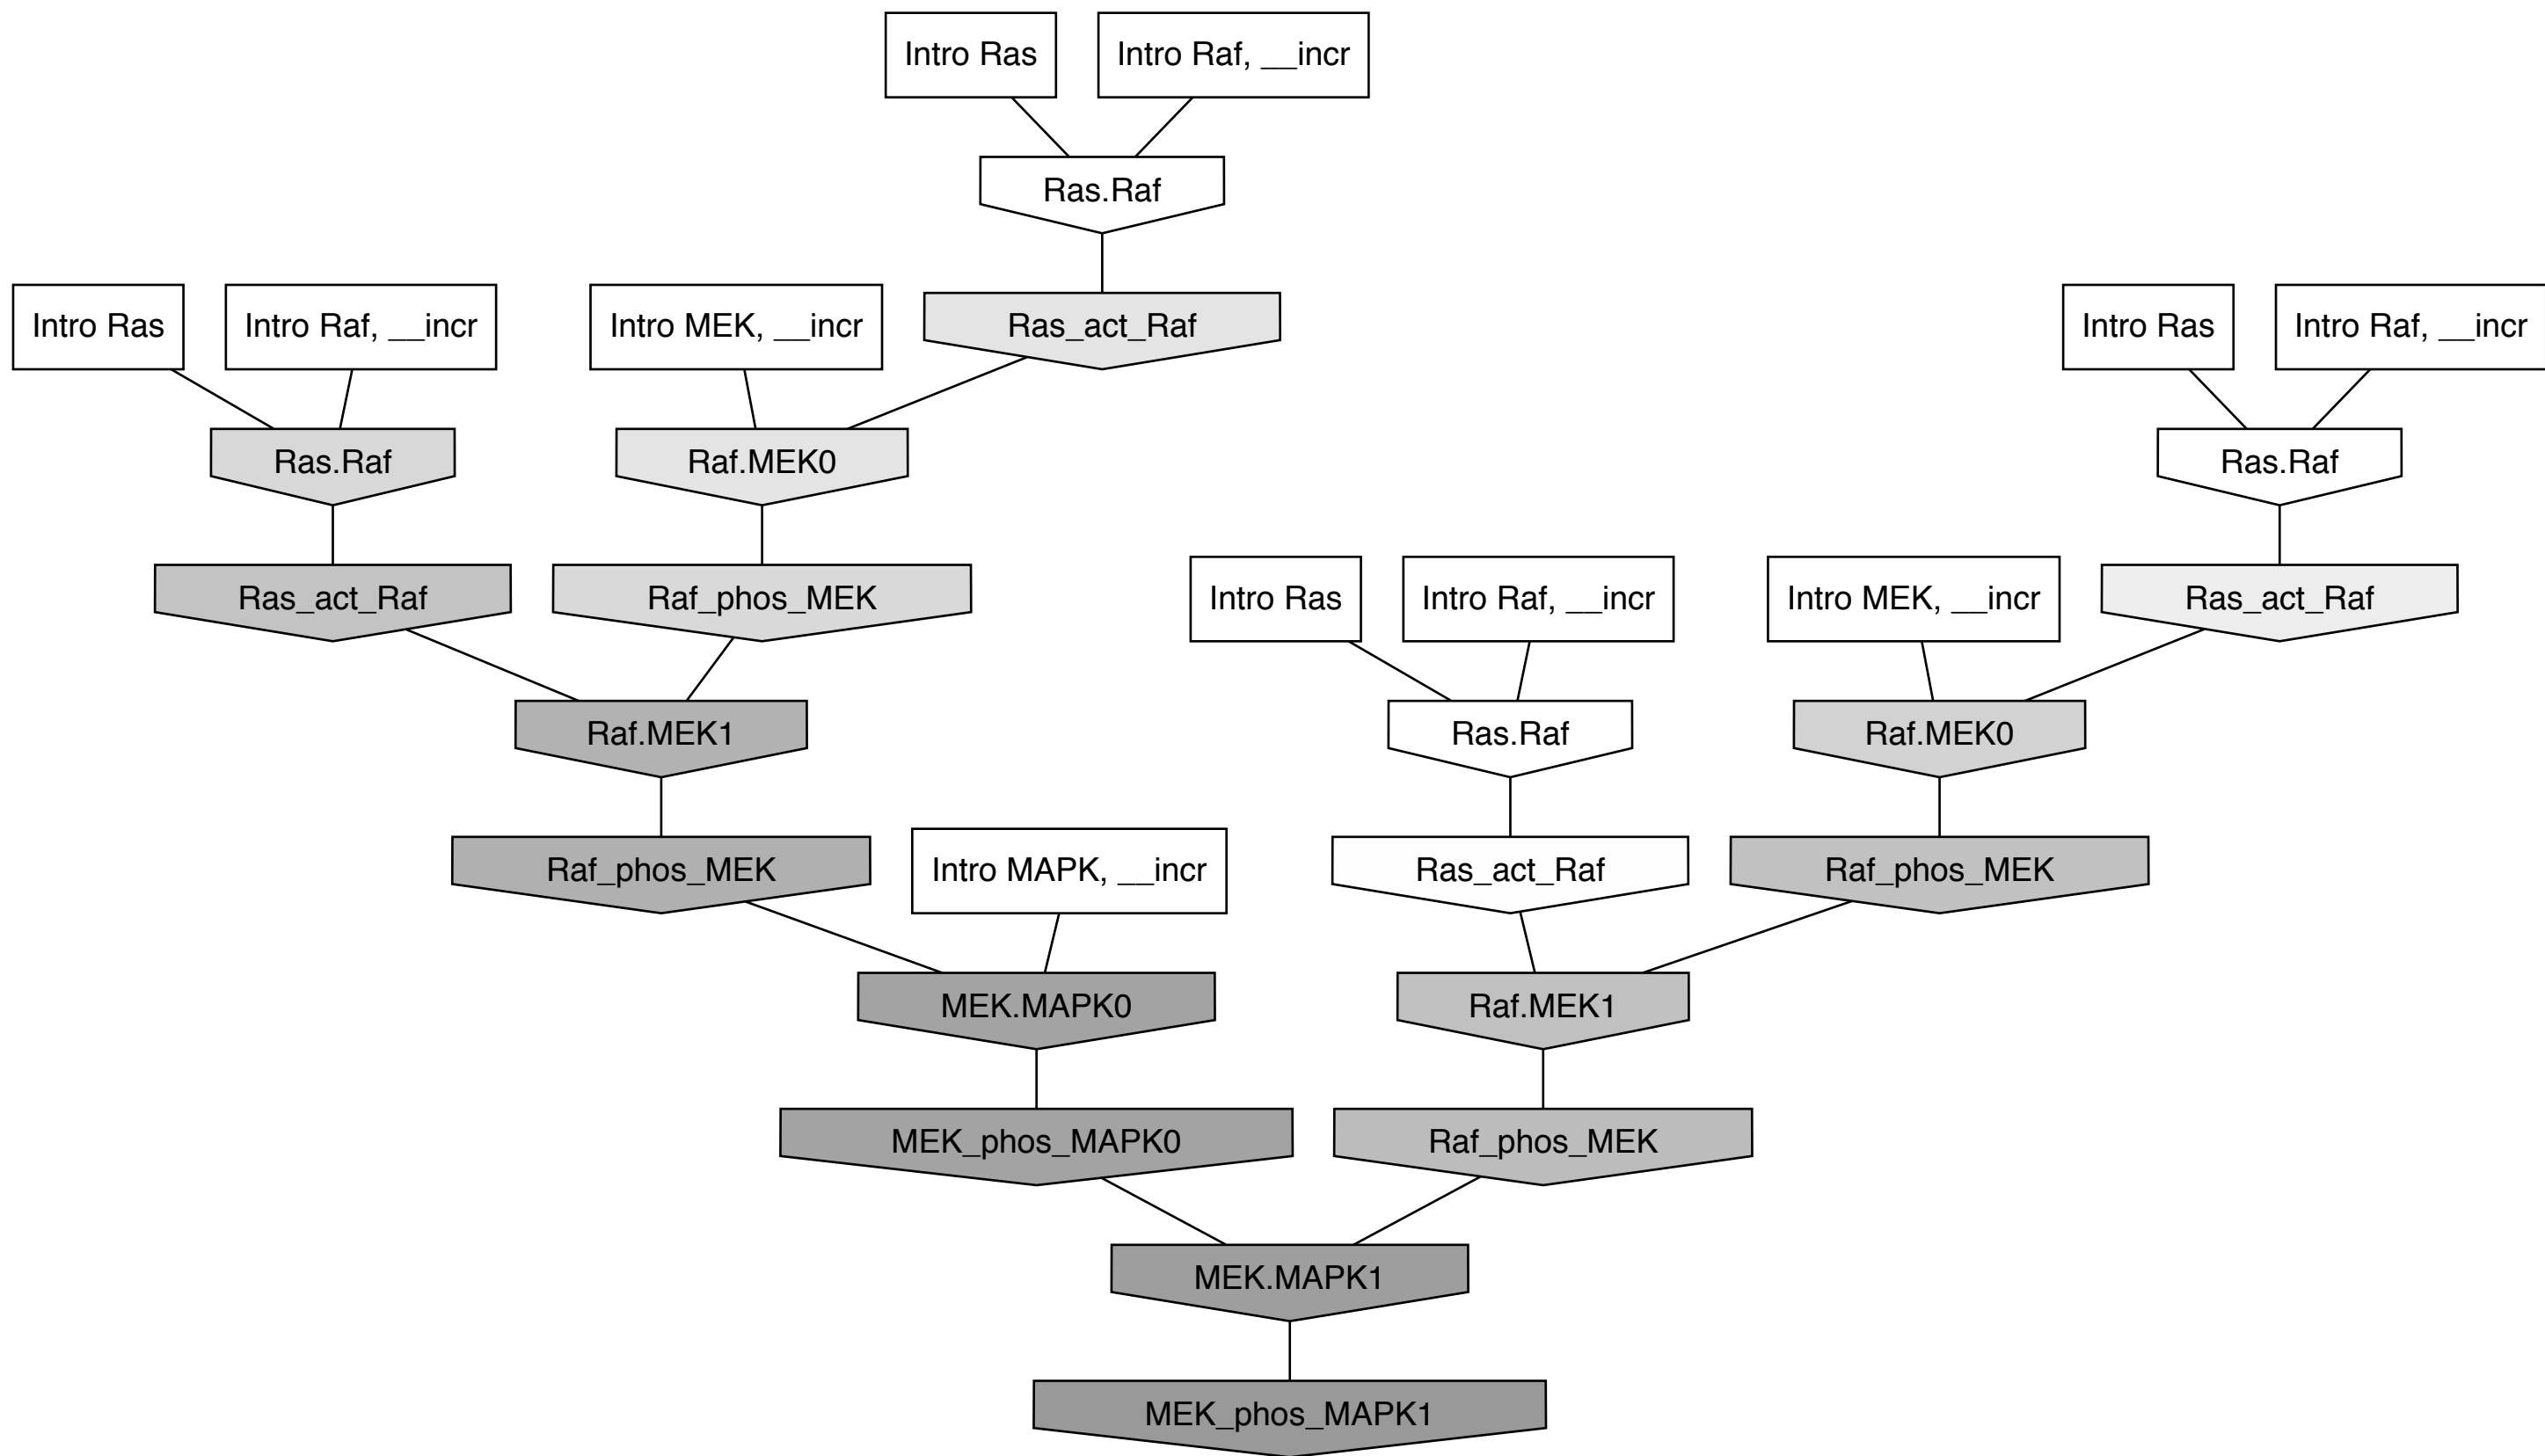 Intro Ras
Intro Raf, __incr
Ras.Raf
Intro Ras
Intro Raf, __incr
Intro MEK, __incr
Ras_act_Raf
Intro Ras
Intro Raf, __incr
Ras.Raf
Raf.MEK0
Ras.Raf
Ras_act_Raf
Raf_phos_MEK
Intro Ras
Intro Raf, __incr
Intro MEK, __incr
Ras_act_Raf
Raf.MEK1
Ras.Raf
Raf.MEK0
Raf_phos_MEK
Intro MAPK, __incr
Ras_act_Raf
Raf_phos_MEK
MEK.MAPK0
Raf.MEK1
MEK_phos_MAPK0
Raf_phos_MEK
MEK.MAPK1
MEK_phos_MAPK1